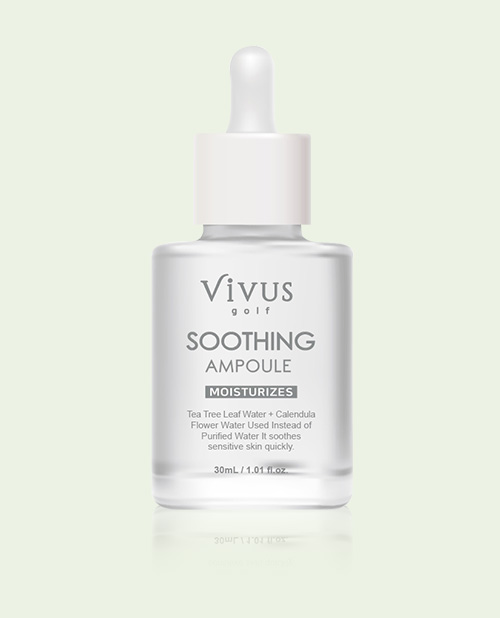 Vivus
golf
SOOTHING
AMPOULE
MOISTURIZES
Tea Tree Leaf Water + Calendula
Flower Water Used Instead of
Purified Water It soothes
sensitive skin quickly.
30mL / 1.01 fl.oz.